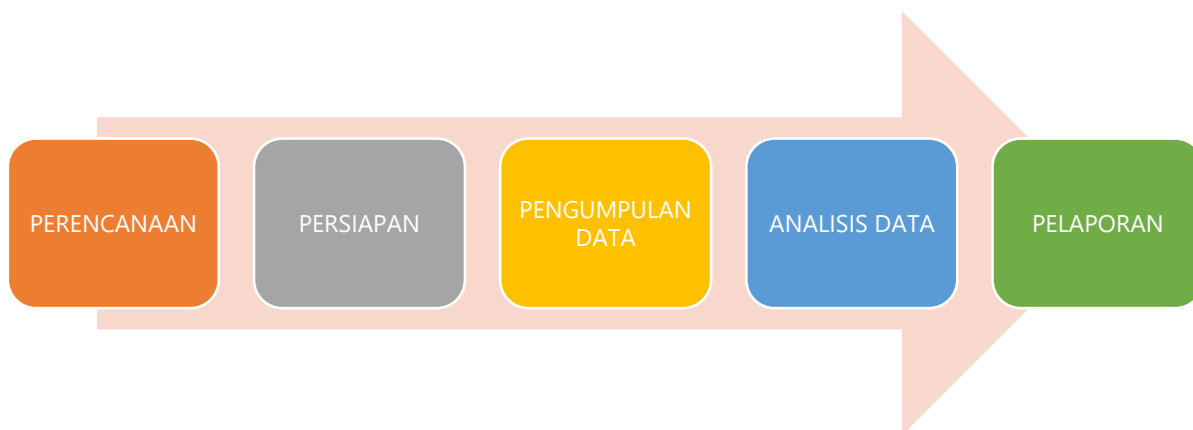 PERENCANAAN
PERSIAPAN
PENGUMPULAN
DATA
ANALISIS DATA
PELAPORAN